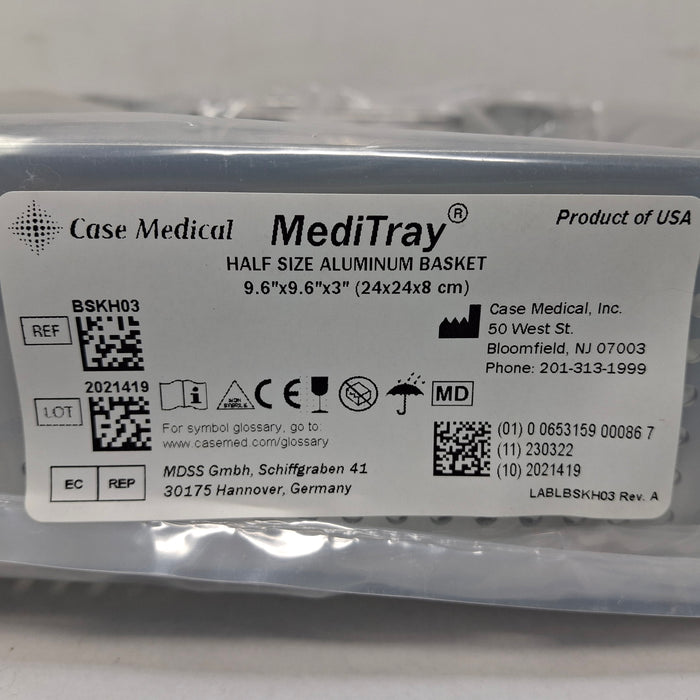 Case Medical
MediTray®
Product of USA
HALF SIZE ALUMINUM BASKET
9.6"x9.6"x3" (24x24x8 cm)
REF
BSKH03
Case Medical, Inc.
50 West St.
Bloomfield, NJ 07003
Phone: 201-313-1999
LOT
2021419
NON
STERILE
CE
MD
For symbol glossary, go to:
www.casemed.com/glossary
(01) 0 0653159 00086 7
(11) 230322
(10) 2021419
EC REP
MDSS Gmbh, Schiffgraben 41
30175 Hannover, Germany
LABLBSKH03 Rev. A